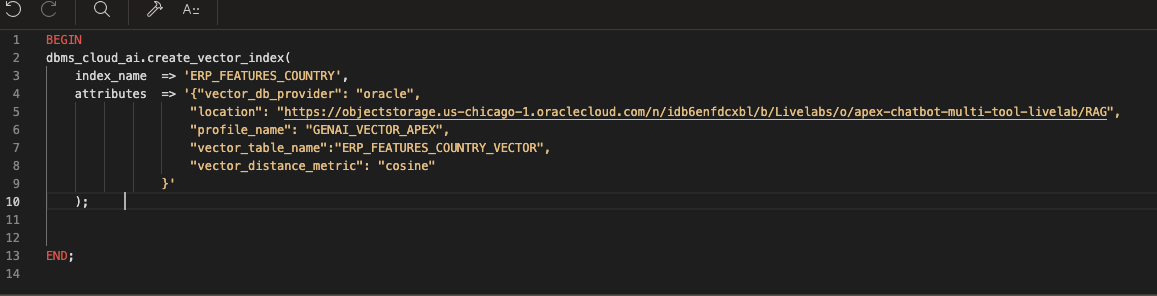 A
1 BEGIN
2 dbms_cloud_ai.create_vector_index(
3     index_name  => 'ERP_FEATURES_COUNTRY',
4     attributes  => '{"vector_db_provider": "oracle",
5                     "location": "https://objectstorage.us-chicago-1.oraclecloud.com/n/idb6enfdcxbl/b/Livelabs/o/apex-chatbot-multi-tool-livelab/RAG",
6                     "profile_name": "GENAI_VECTOR_APEX",
7                     "vector_table_name":"ERP_FEATURES_COUNTRY_VECTOR",
8                     "vector_distance_metric": "cosine"
9                 }'
10     );
11
12
13 END;
14